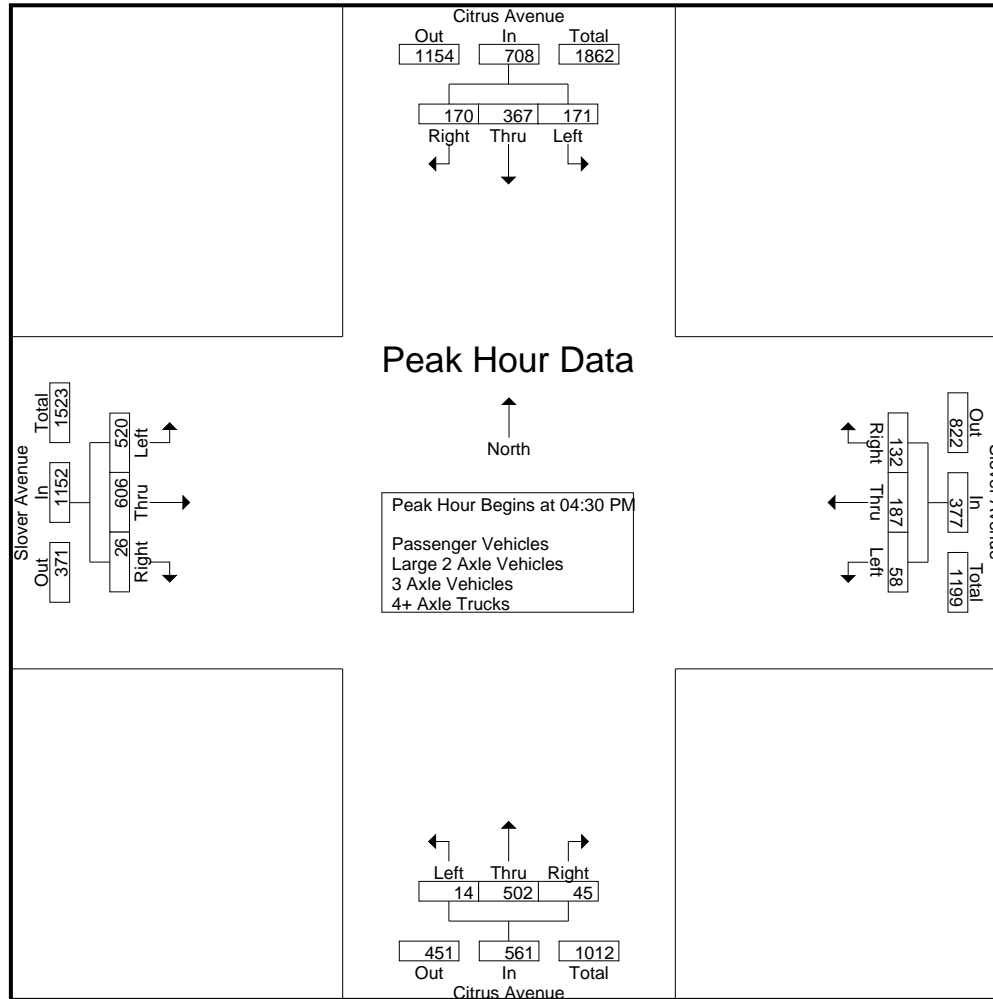 Citrus Avenue
Out In Total
1154 708 1862
170 367 171
Right Thru Left
Peak Hour Data
North
Peak Hour Begins at 04:30 PM
Passenger Vehicles
Large 2 Axle Vehicles
3 Axle Vehicles
4+ Axle Trucks
Slover Avenue
Out In Total
371 1152 1523
26 606 520
Right Thru Left
Out In Total
822 377 1199
132 187 58
Right Thru Left
Left Thru Right
14 502 45
451 561 1012
Out In Total
Citrus Avenue